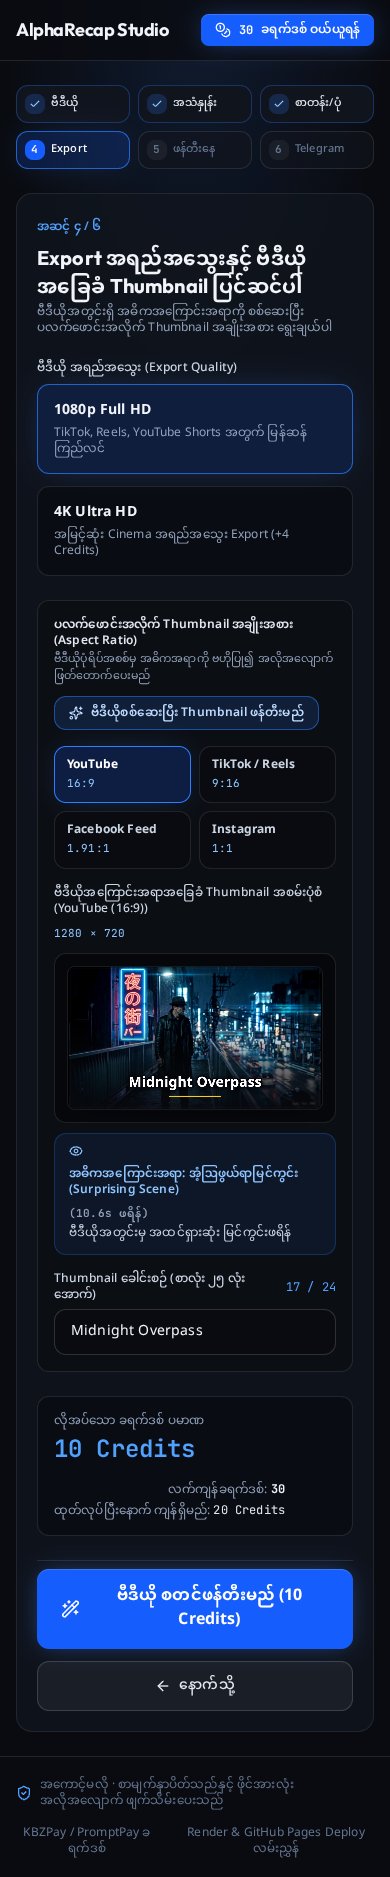 AlphaRecap Studio
30 ခရက်ဒစ် ဝယ်ယူရန်
ဗီဒီယို
အသံနှုန်း
စာတန်း/ပုံ
4 Export
5 ဖန်တီးနေ
6 Telegram
အဆင့် ၄ / ၆
Export အရည်အသွေးနှင့် ဗီဒီယို
အခြေခံ Thumbnail ပြင်ဆင်ပါ
ဗီဒီယိုအတွင်းရှိ အဓိကအကြောင်းအရာကို စစ်ဆေးပြီး
ပလက်ဖောင်းအလိုက် Thumbnail အချိုးအစား ရွေးချယ်ပါ
ဗီဒီယို အရည်အသွေး (Export Quality)
1080p Full HD
TikTok, Reels, YouTube Shorts အတွက် မြန်ဆန်
ကြည်လင်
4K Ultra HD
အမြင့်ဆုံး Cinema အရည်အသွေး Export (+4
Credits)
ပလက်ဖောင်းအလိုက် Thumbnail အချိုးအစား
(Aspect Ratio)
ဗီဒီယိုပုံရိပ်အစစ်မှ အဓိကအရာကို ဗဟိုပြု၍ အလိုအလျောက်
ဖြတ်တောက်ပေးမည်
ဗီဒီယိုစစ်ဆေးပြီး Thumbnail ဖန်တီးမည်
YouTube
16:9
TikTok / Reels
9:16
Facebook Feed
1.91:1
Instagram
1:1
ဗီဒီယိုအကြောင်းအရာအခြေခံ Thumbnail အစမ်းပုံစံ
(YouTube (16:9))
1280 × 720
夜の街
バー
Midnight Overpass
အဓိကအကြောင်းအရာ: အံ့ဩဖွယ်ရာမြင်ကွင်း
(Surprising Scene)
(10.6s ဖရိန်)
ဗီဒီယိုအတွင်းမှ အထင်ရှားဆုံး မြင်ကွင်းဖရိန်
Thumbnail ခေါင်းစဉ် (စာလုံး ၂၅ လုံး
အောက်)
17 / 24
Midnight Overpass
လိုအပ်သော ခရက်ဒစ် ပမာဏ
10 Credits
လက်ကျန်ခရက်ဒစ်: 30
ထုတ်လုပ်ပြီးနောက် ကျန်ရှိမည်: 20 Credits
ဗီဒီယို စတင်ဖန်တီးမည် (10
Credits)
နောက်သို့
အကောင့်မလို · စာမျက်နှာပိတ်သည်နှင့် ဖိုင်အားလုံး
အလိုအလျောက် ဖျက်သိမ်းပေးသည်
KBZPay / PromptPay ခ
ရက်ဒစ်
Render & GitHub Pages Deploy
လမ်းညွှန်